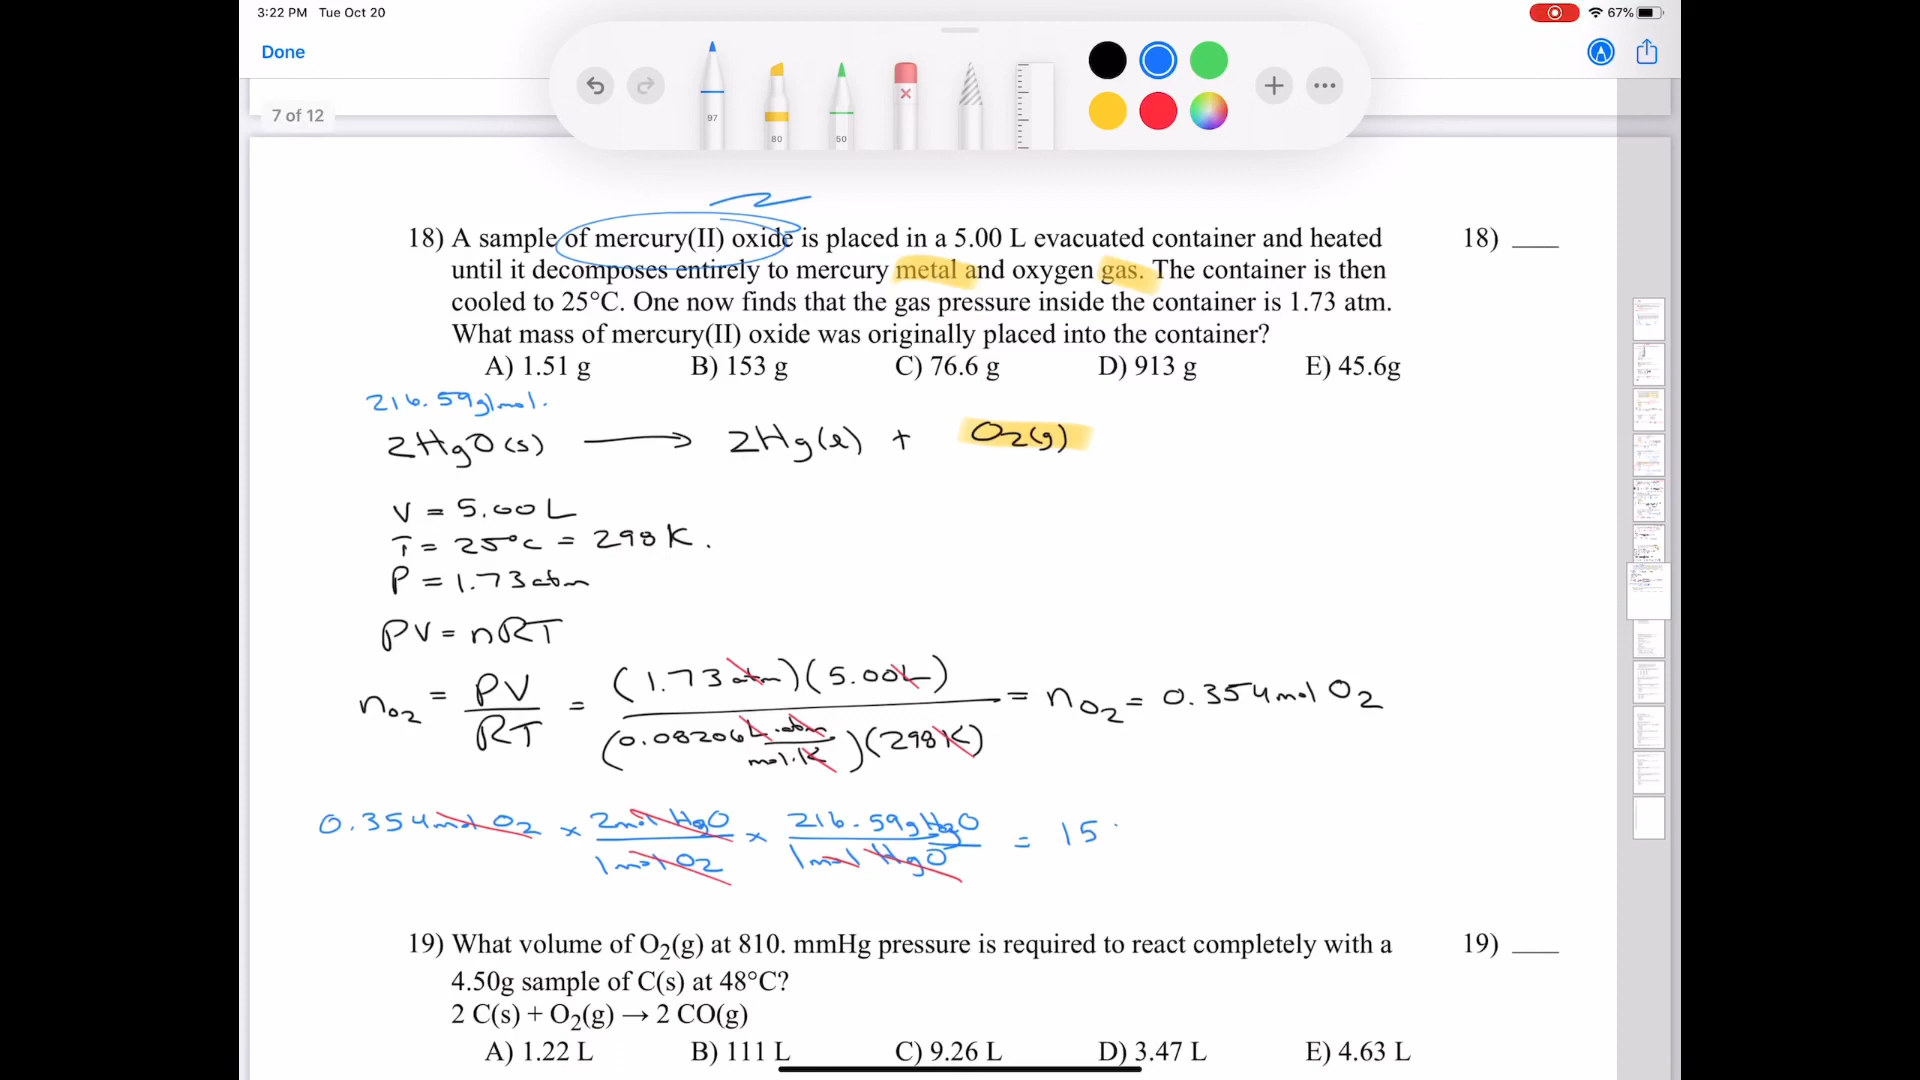 3:22 PM Tue Oct 20
67%
Done
97
80
50
7 of 12
18) A sample of mercury(II) oxide is placed in a 5.00 L evacuated container and heated 18) ____
until it decomposes entirely to mercury metal and oxygen gas. The container is then
cooled to 25°C. One now finds that the gas pressure inside the container is 1.73 atm.
What mass of mercury(II) oxide was originally placed into the container?
A) 1.51 g B) 153 g C) 76.6 g D) 913 g E) 45.6g
216.59g/mol.
2HgO(s) ⟶ 2Hg(l) + O₂(g)
V = 5.00L
T = 25°C = 298K.
P = 1.73atm
PV = nRT
nO₂ = PV/RT = (1.73atm)(5.00L) / (0.08206 L·atm/mol·K)(298K) = nO₂ = 0.354mol O₂
0.354mol O₂ × 2mol HgO/1mol O₂ × 216.59gHgO/1mol HgO = 15
19) What volume of O₂(g) at 810. mmHg pressure is required to react completely with a 19) ____
4.50g sample of C(s) at 48°C?
2 C(s) + O₂(g) → 2 CO(g)
A) 1.22 L B) 111 L C) 9.26 L D) 3.47 L E) 4.63 L